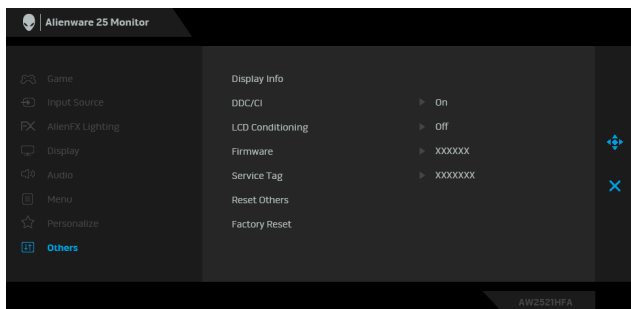 Alienware 25 Monitor
Game
Input Source
FX AlienFX Lighting
Display
Audio
Menu
Personalize
Others
Display Info
DDC/CI On
LCD Conditioning Off
Firmware XXXXXX
Service Tag XXXXXXX
Reset Others
Factory Reset
AW2521HFA